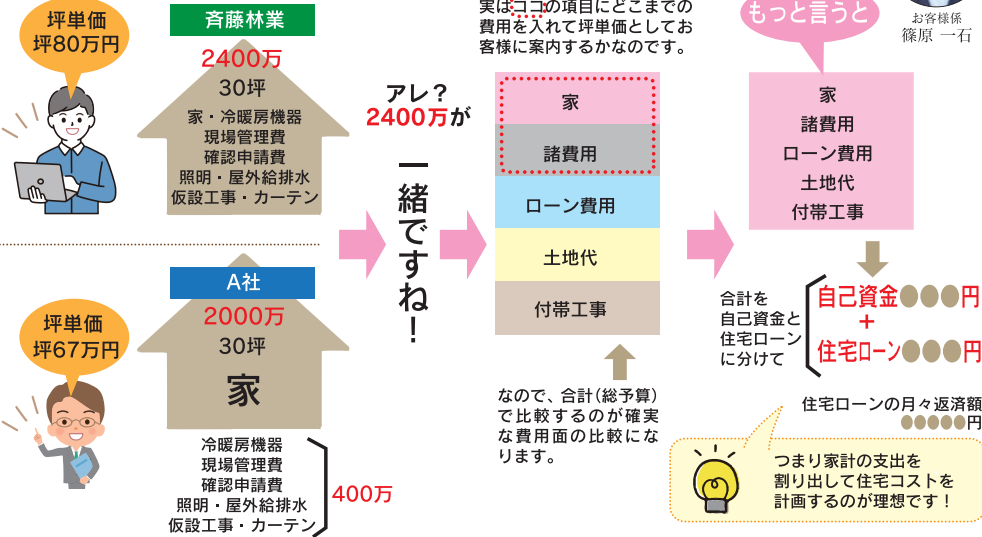 坪単価
坪80万円
斉藤林業
2400万
30坪
家・冷暖房機器
現場管理費
確認申請費
照明・屋外給排水
仮設工事・カーテン
坪単価
坪67万円
A社
2000万
30坪
家
冷暖房機器
現場管理費
確認申請費
照明・屋外給排水
仮設工事・カーテン
400万
アレ?
2400万が
一緒ですね！
実はココの項目にどこまでの
費用を入れて坪単価としてお
客様に案内するかなのです。
家
諸費用
ローン費用
土地代
付帯工事
なので、合計(総予算)
で比較するのが確実
な費用面の比較にな
ります。
もっと言うと
お客様係
篠原 一石
家
諸費用
ローン費用
土地代
付帯工事
合計を
自己資金と
住宅ローン
に分けて
自己資金●●●円
+
住宅ローン●●●円
住宅ローンの月々返済額
●●●●●円
つまり家計の支出を
割り出して住宅コストを
計画するのが理想です！